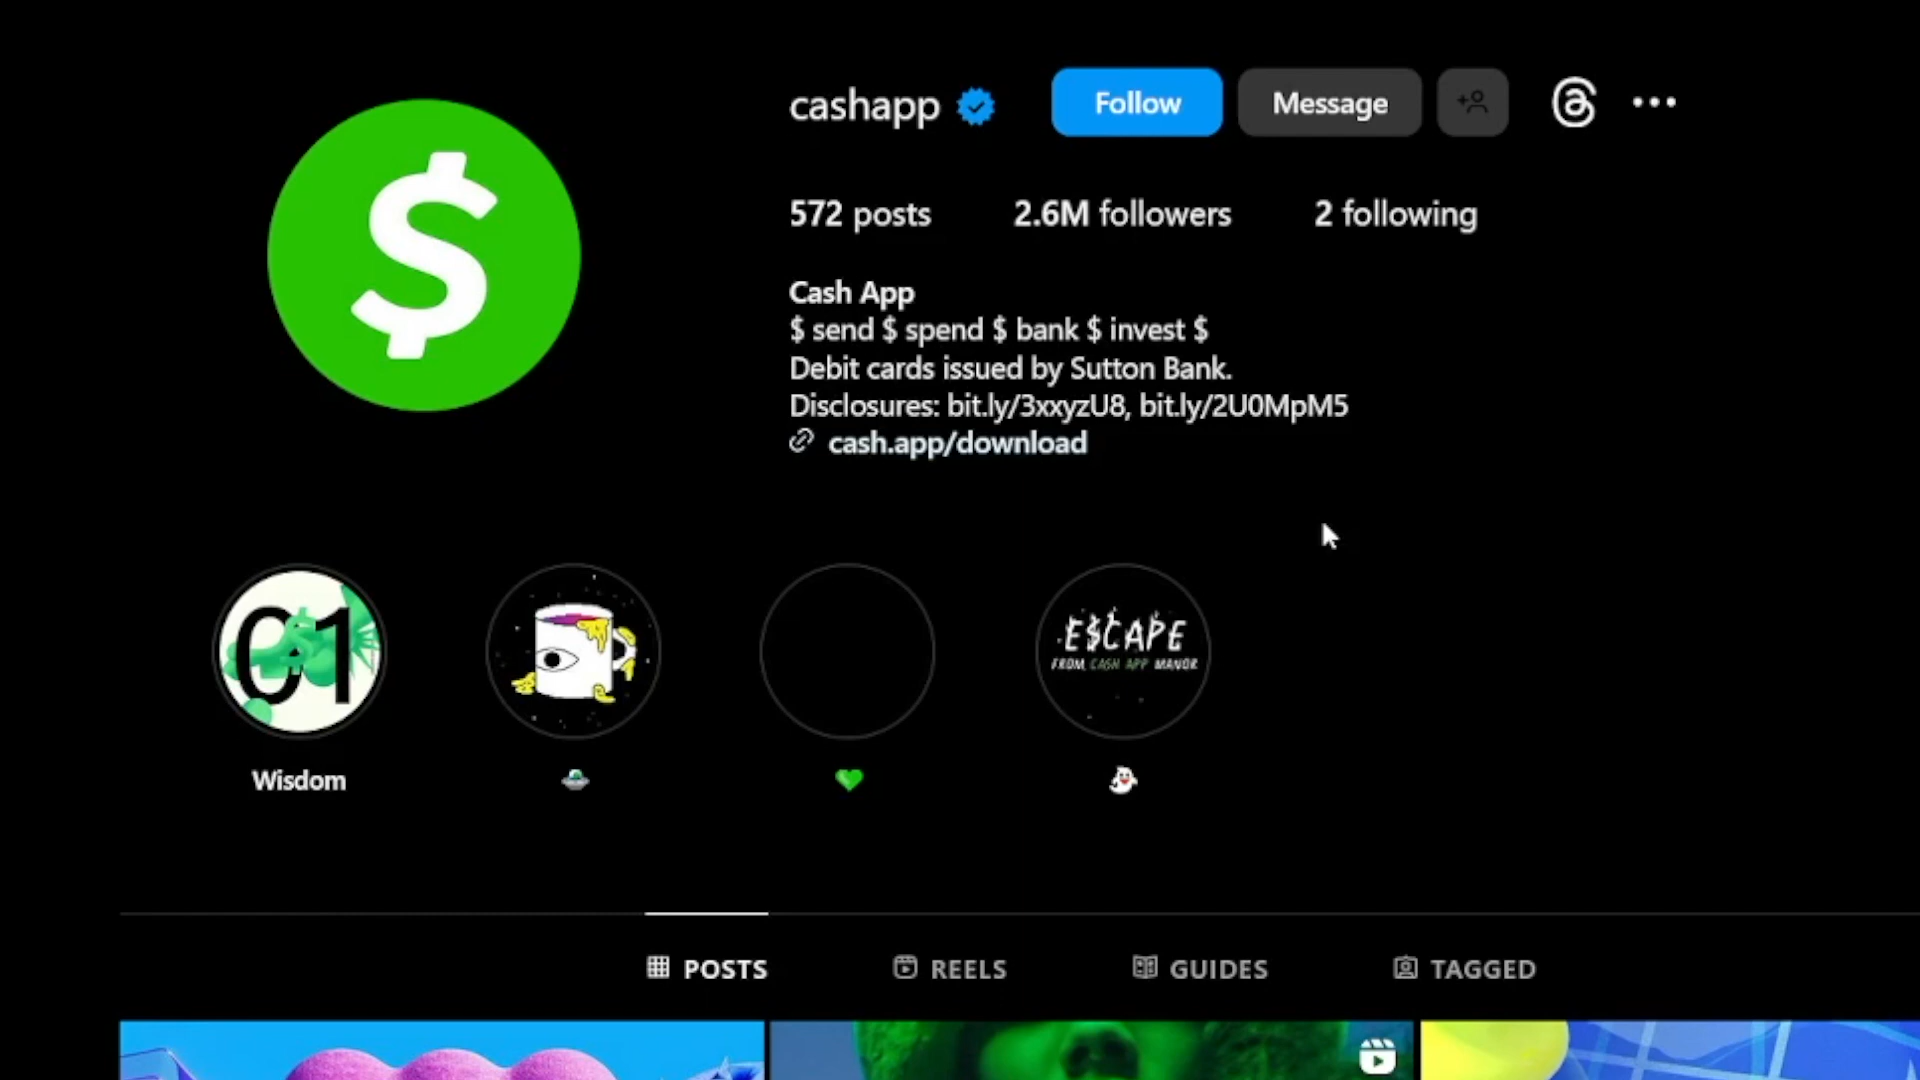 cashapp
Follow
Message
572 posts
2.6M followers
2 following
Cash App
$ send $ spend $ bank $ invest $
Debit cards issued by Sutton Bank.
Disclosures: bit.ly/3xxyzU8, bit.ly/2U0MpM5
cash.app/download
01
E$CAPE
FROM CASH APP MANOR
Wisdom
POSTS
REELS
GUIDES
TAGGED